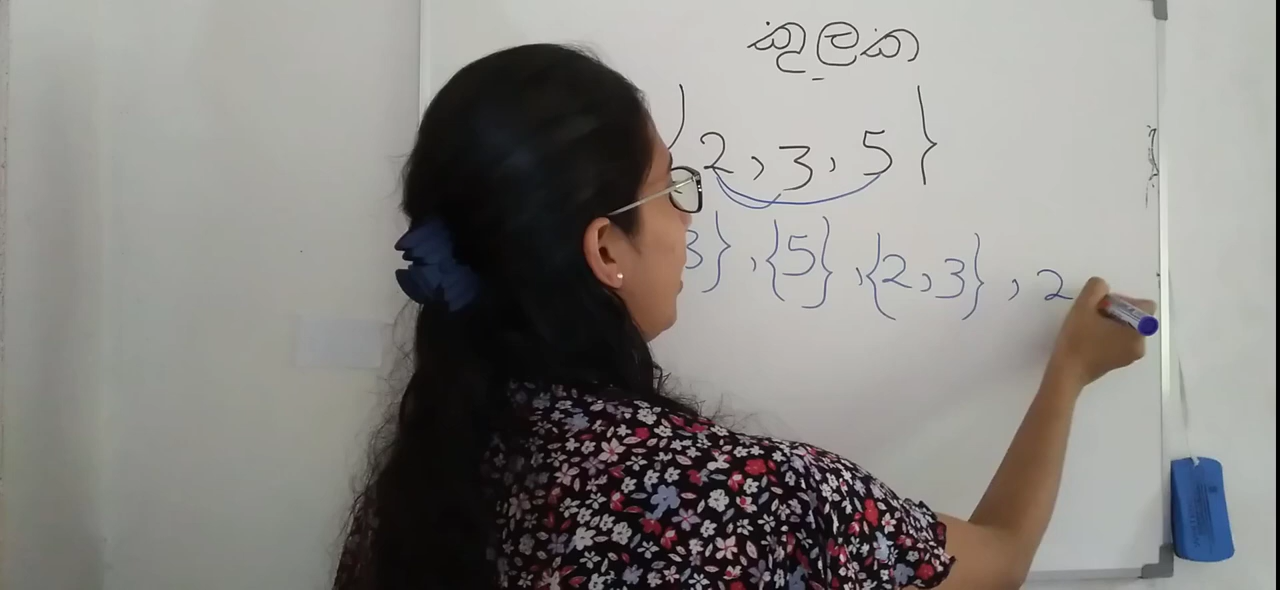 කුලක
{ 2 , 3 , 5 }
3} , {5} , {2 , 3} , 2